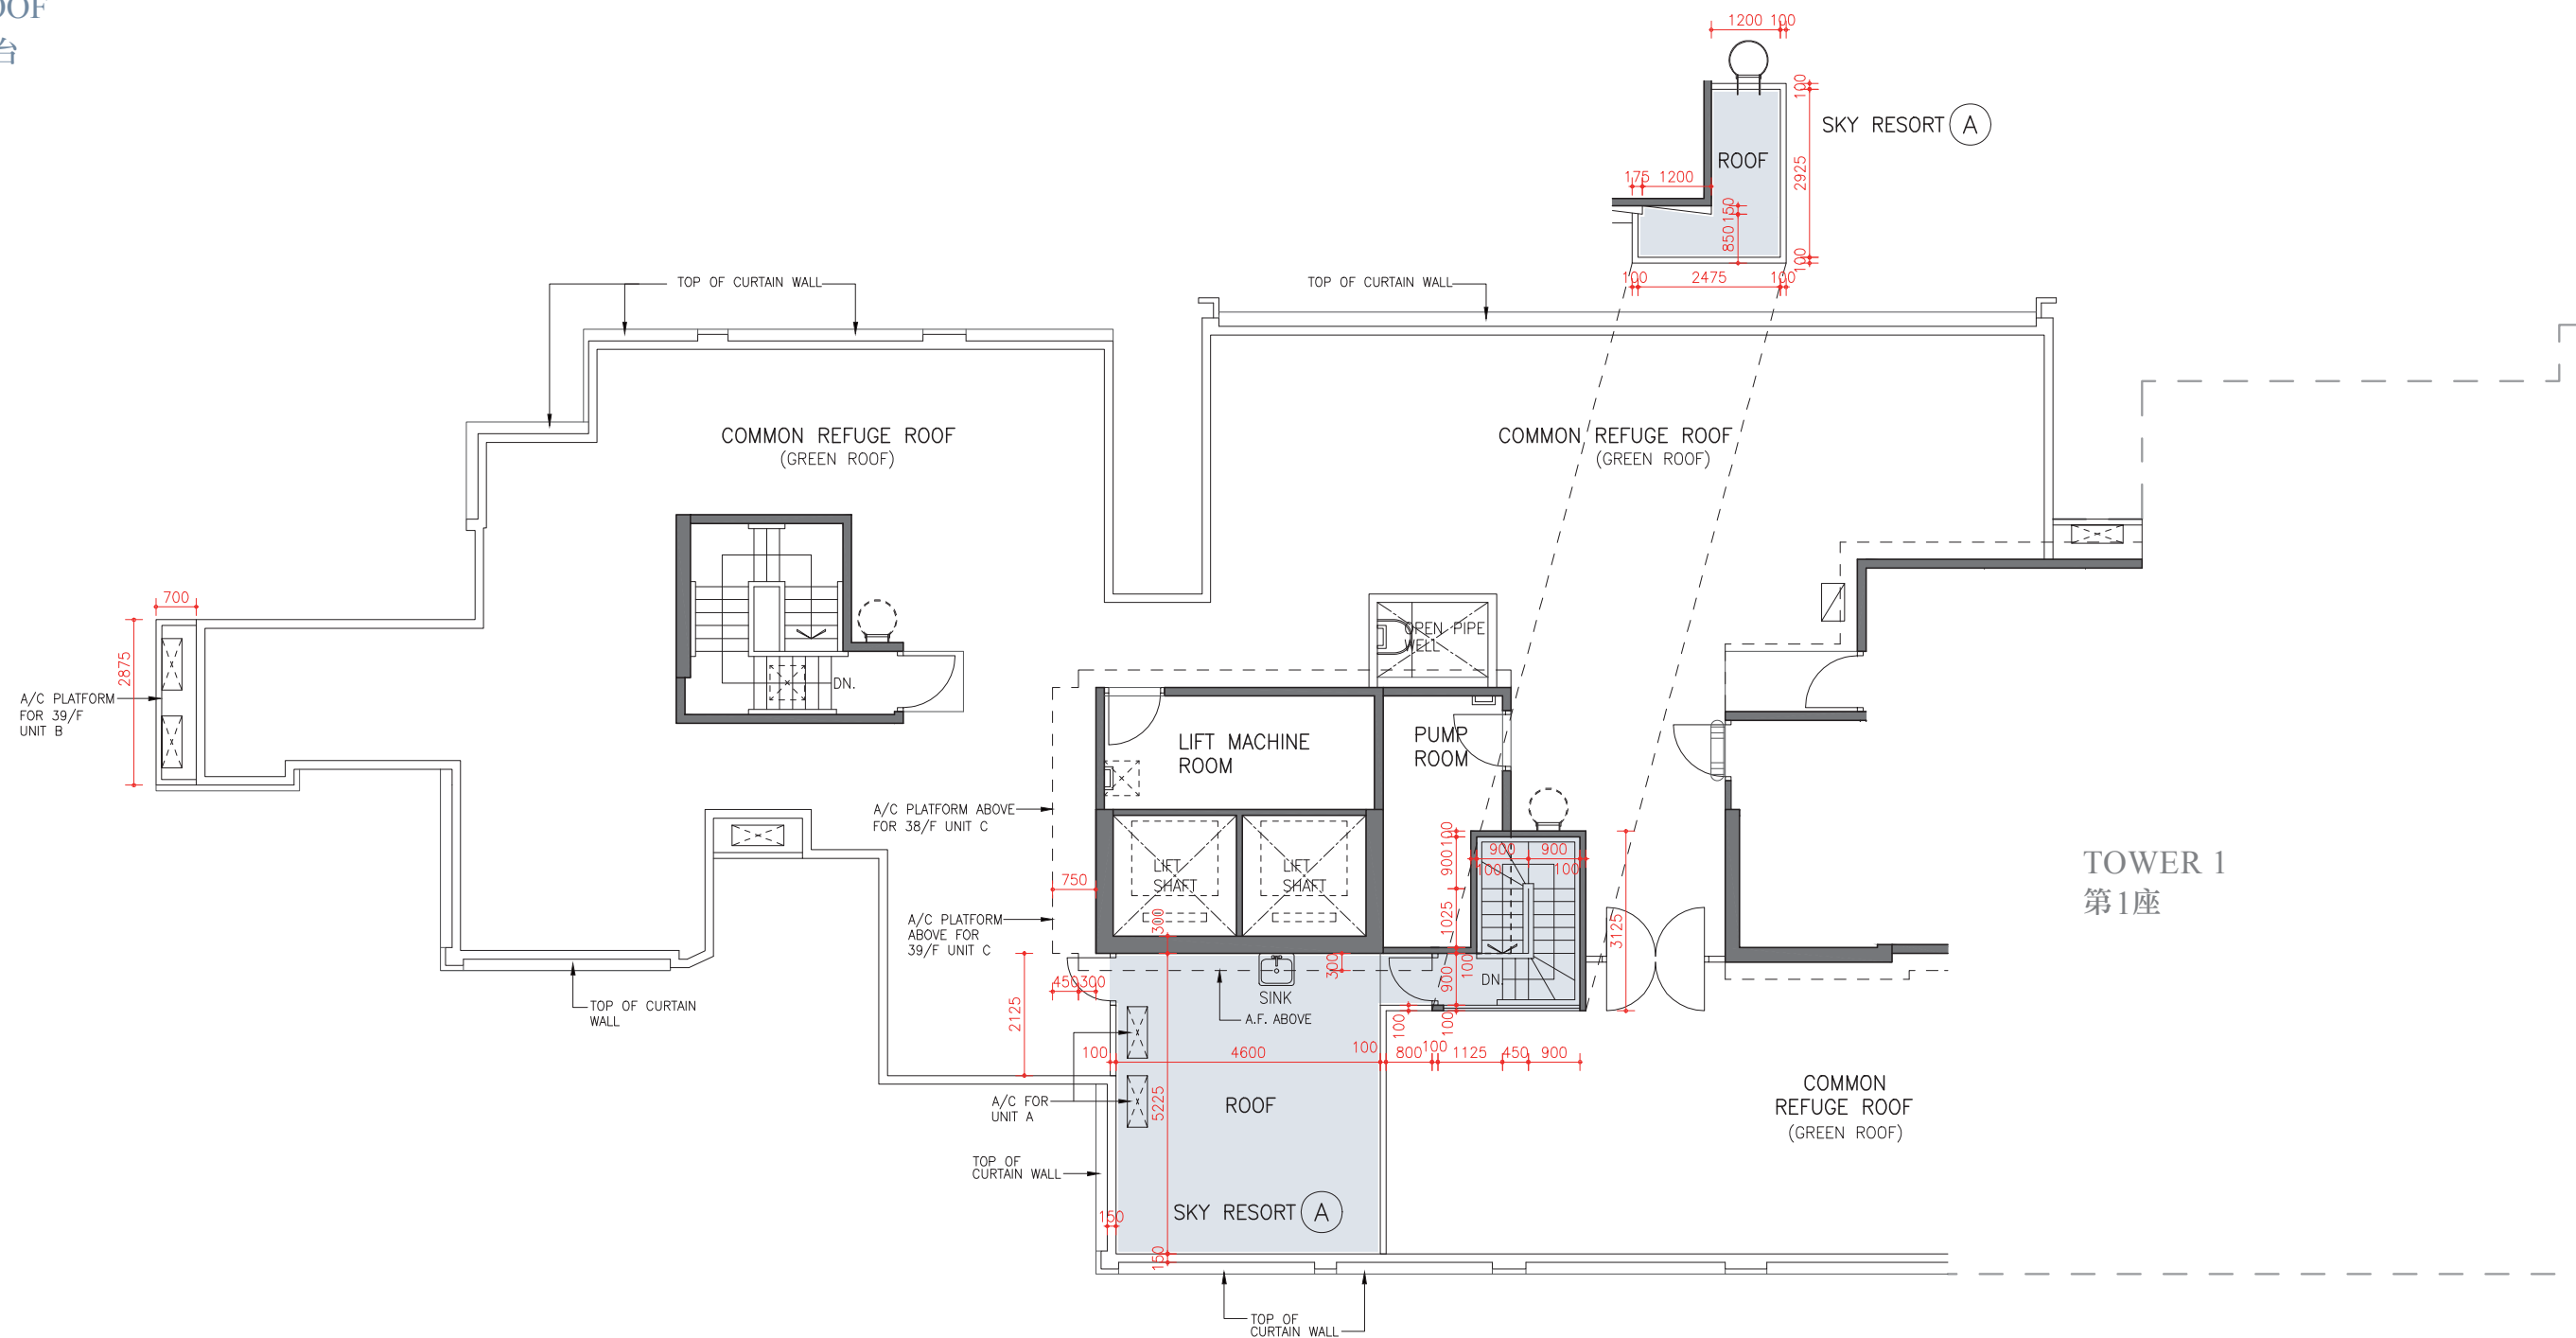 OOF
台
1200 100
100
SKY RESORT A
ROOF
2925
175 1200
150
850
100
100 2475 100
TOP OF CURTAIN WALL
TOP OF CURTAIN WALL
COMMON REFUGE ROOF
(GREEN ROOF)
COMMON REFUGE ROOF
(GREEN ROOF)
700
2875
OPEN PIPE
WELL
DN.
A/C PLATFORM
FOR 39/F
UNIT B
LIFT MACHINE
ROOM
PUMP
ROOM
A/C PLATFORM ABOVE
FOR 38/F UNIT C
100
900 900
900
100 100
LIFT
SHAFT
LIFT
SHAFT
750
TOWER 1
第1座
A/C PLATFORM
ABOVE FOR
39/F UNIT C
300
1025
3125
300
100
450 300
SINK
900
DN.
A.F. ABOVE
TOP OF CURTAIN
WALL
2125
100
100
100 4600 100 800 100 1125 450 900
A/C FOR
UNIT A
5225
ROOF
COMMON
REFUGE ROOF
(GREEN ROOF)
TOP OF
CURTAIN WALL
150
SKY RESORT A
150
TOP OF
CURTAIN WALL